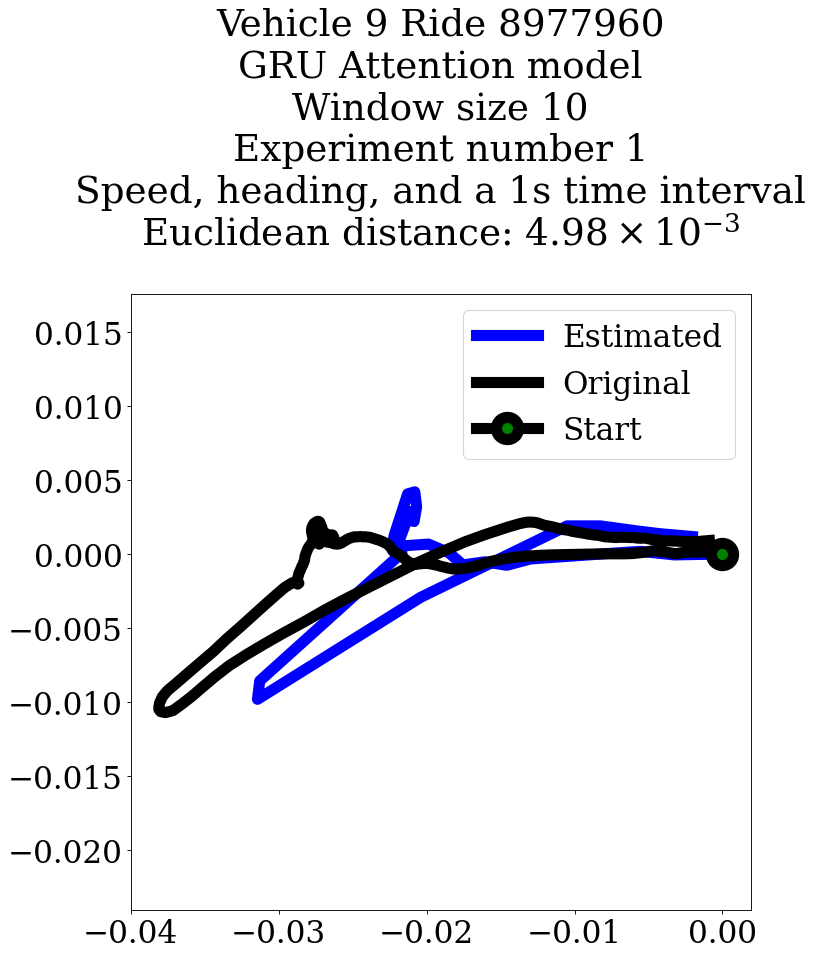 Vehicle 9 Ride 8977960
GRU Attention model
Window size 10
Experiment number 1
Speed, heading, and a 1s time interval
Euclidean distance: 4.98 × 10⁻³
Estimated
Original
Start
0.015
0.010
0.005
0.000
−0.005
−0.010
−0.015
−0.020
−0.04 −0.03 −0.02 −0.01 0.00